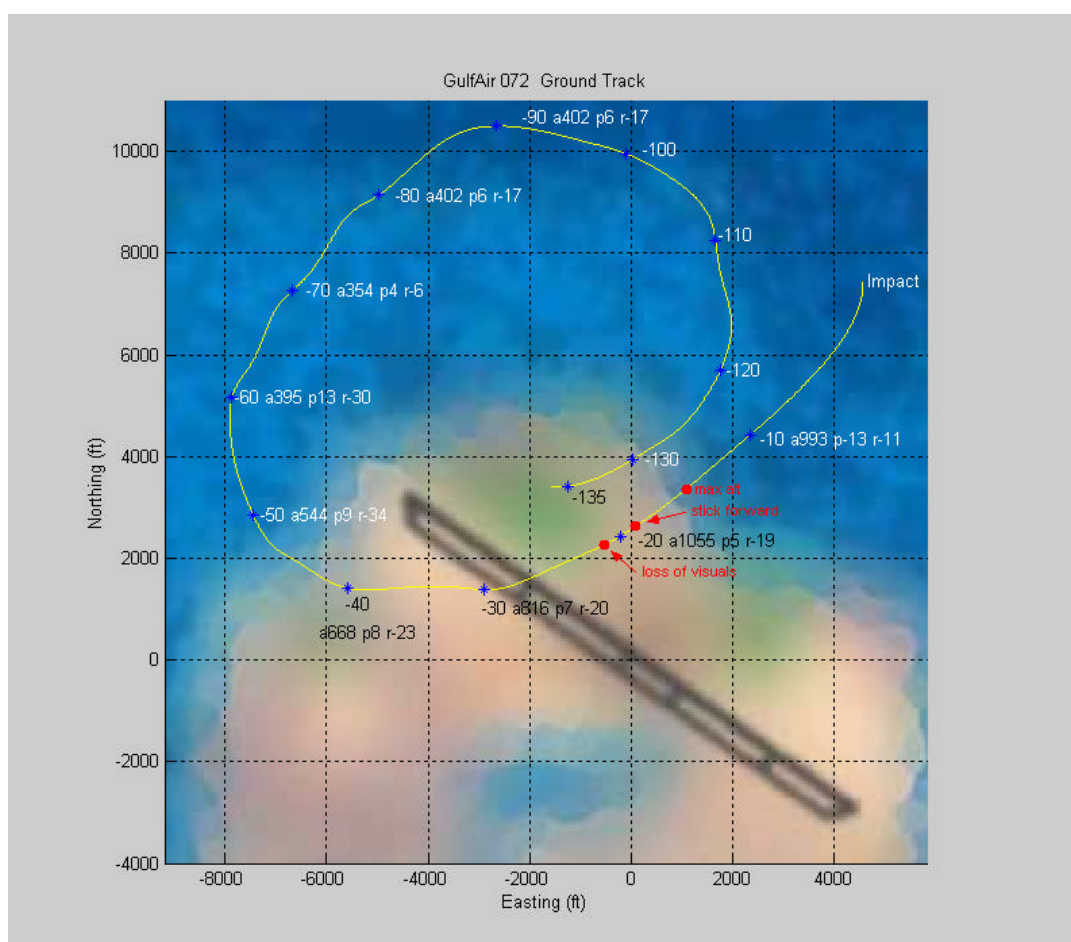 GulfAir 072 Ground Track
-90 a402 p6 r-17
10000
-100
-80 a402 p6 r-17
-110
8000
Impact
-70 a354 p4 r-6
6000
-120
-60 a395 p13 r-30
-10 a993 p-13 r-11
4000
-130
max alt
-135
stick forward
-50 a544 p9 r-34
-20 a1055 p5 r-19
2000
loss of visuals
-40
-30 a816 p7 r-20
a668 p8 r-23
0
-2000
-4000
-8000 -6000 -4000 -2000 0 2000 4000
Easting (ft)
Northing (ft)